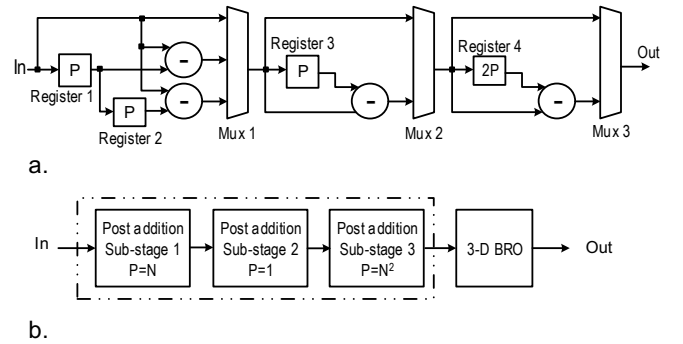 In
P
Register 1
P
Register 2
-
-
Mux 1
Register 3
P
-
Mux 2
Register 4
2P
-
Mux 3
Out
a.
In
Post addition
Sub-stage 1
P=N
Post addition
Sub-stage 2
P=1
Post addition
Sub-stage 3
P=N²
3-D BRO
Out
b.